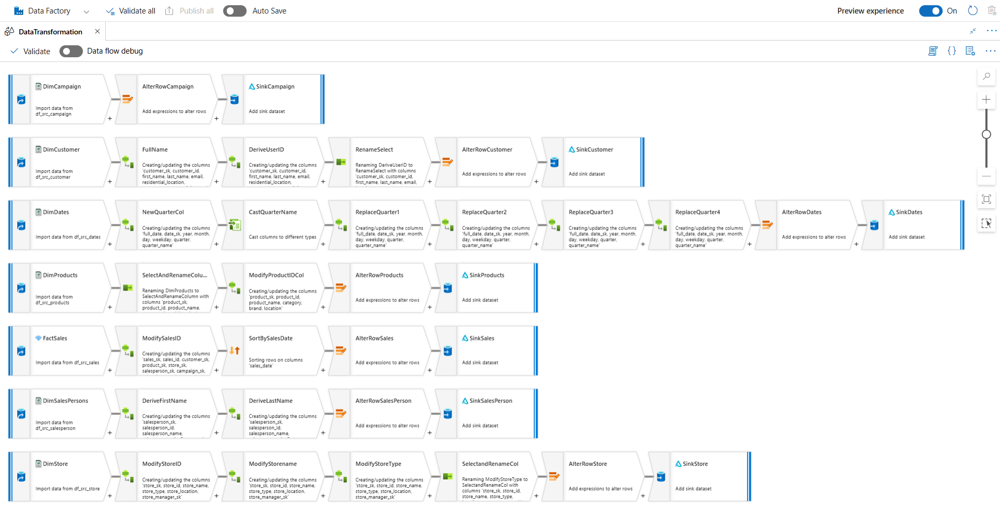 Data Factory Validate all Publish all Auto Save Preview experience On
DataTransformation
Validate Data flow debug
DimCampaign
Import data from
df_src_campaign
+
AlterRowCampaign
Add expressions to alter rows
+
SinkCampaign
Add sink dataset
DimCustomer
Import data from
df_src_customer
+
FullName
Creating/updating the columns
'customer_sk, customer_id,
first_name, last_name, email,
residential_location,
+
DeriveUserID
Creating/updating the columns
'customer_sk, customer_id,
first_name, last_name, email,
residential_location,
+
RenameSelect
Renaming DeriveUserID to
RenameSelect with columns
'customer_sk, customer_id,
first_name, last_name, email,
+
AlterRowCustomer
Add expressions to alter rows
+
SinkCustomer
Add sink dataset
DimDates
Import data from df_src_dates
+
NewQuarterCol
Creating/updating the columns
'full_date, date_sk, year, month,
day, weekday, quarter,
quarter_name'
+
CastQuarterName
Cast columns to different types
+
ReplaceQuarter1
Creating/updating the columns
'full_date, date_sk, year, month,
day, weekday, quarter,
quarter_name'
+
ReplaceQuarter2
Creating/updating the columns
'full_date, date_sk, year, month,
day, weekday, quarter,
quarter_name'
+
ReplaceQuarter3
Creating/updating the columns
'full_date, date_sk, year, month,
day, weekday, quarter,
quarter_name'
+
ReplaceQuarter4
Creating/updating the columns
'full_date, date_sk, year, month,
day, weekday, quarter,
quarter_name'
+
AlterRowDates
Add expressions to alter rows
+
SinkDates
Add sink dataset
DimProducts
Import data from
df_src_products
+
SelectAndRenameColu...
Renaming DimProducts to
SelectAndRenameColumn with
columns 'product_sk,
product_id, product_name,
+
ModifyProductIDCol
Creating/updating the columns
'product_sk, product_id,
product_name, category,
brand, location'
+
AlterRowProducts
Add expressions to alter rows
+
SinkProducts
Add sink dataset
FactSales
Import data from df_src_sales
+
ModifySalesID
Creating/updating the columns
'sales_sk, sales_id, customer_sk,
product_sk, store_sk,
salesperson_sk, campaign_sk,
+
SortBySalesDate
Sorting rows on columns
'sales_date'
+
AlterRowSales
Add expressions to alter rows
+
SinkSales
Add sink dataset
DimSalesPersons
Import data from
df_src_salesperson
+
DeriveFirstName
Creating/updating the columns
'salesperson_sk,
salesperson_id,
salesperson_name,
+
DeriveLastName
Creating/updating the columns
'salesperson_sk,
salesperson_id,
salesperson_name,
+
AlterRowSalesPerson
Add expressions to alter rows
+
SinkSalesPerson
Add sink dataset
DimStore
Import data from df_src_store
+
ModifyStoreID
Creating/updating the columns
'store_sk, store_id, store_name,
store_type, store_location,
store_manager_sk'
+
ModifyStorename
Creating/updating the columns
'store_sk, store_id, store_name,
store_type, store_location,
store_manager_sk'
+
ModifyStoreType
Creating/updating the columns
'store_sk, store_id, store_name,
store_type, store_location,
store_manager_sk'
+
SelectandRenameCol
Renaming ModifyStoreType to
SelectandRenameCol with
columns 'store_sk, store_id,
store_name, store_type,
+
AlterRowStore
Add expressions to alter rows
+
SinkStore
Add sink dataset